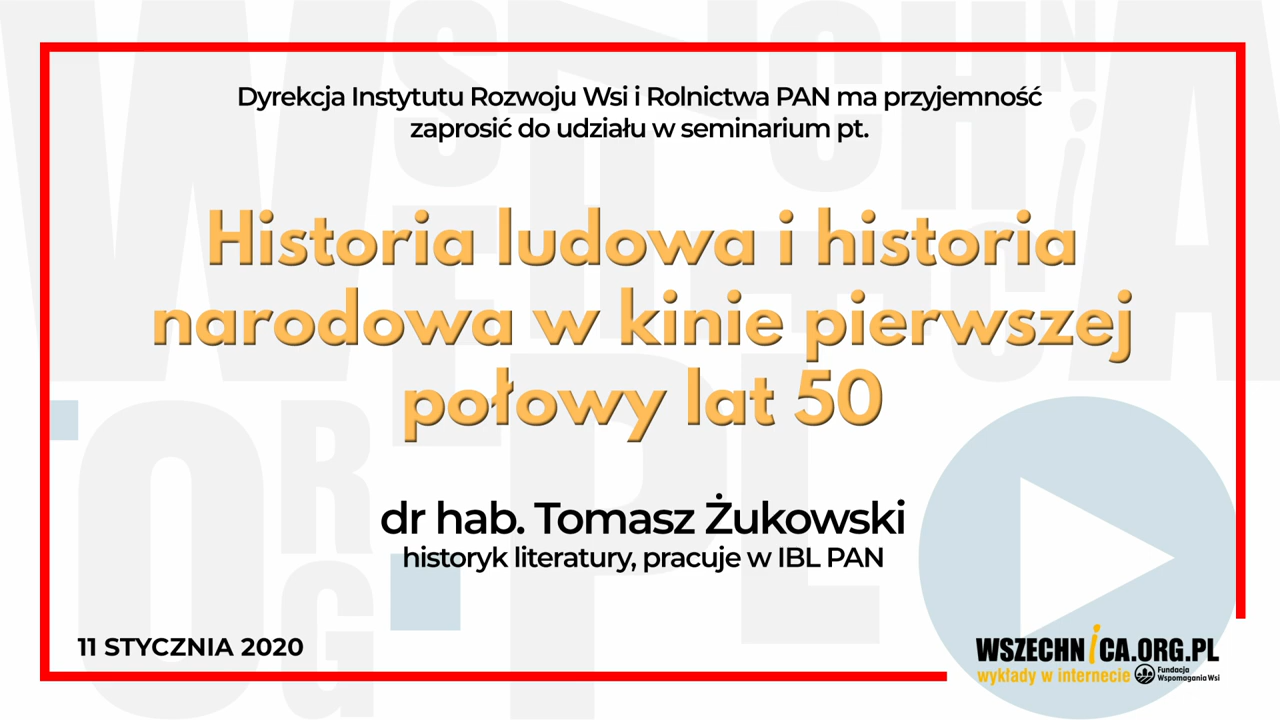 Dyrekcja Instytutu Rozwoju Wsi i Rolnictwa PAN ma przyjemność
zaprosić do udziału w seminarium pt.
Historia ludowa i historia
narodowa w kinie pierwszej
połowy lat 50
dr hab. Tomasz Żukowski
historyk literatury, pracuje w IBL PAN
11 STYCZNIA 2020
WSZECHNiCA.ORG.PL
wykłady w internecie
Fundacja
Wspomagania Wsi